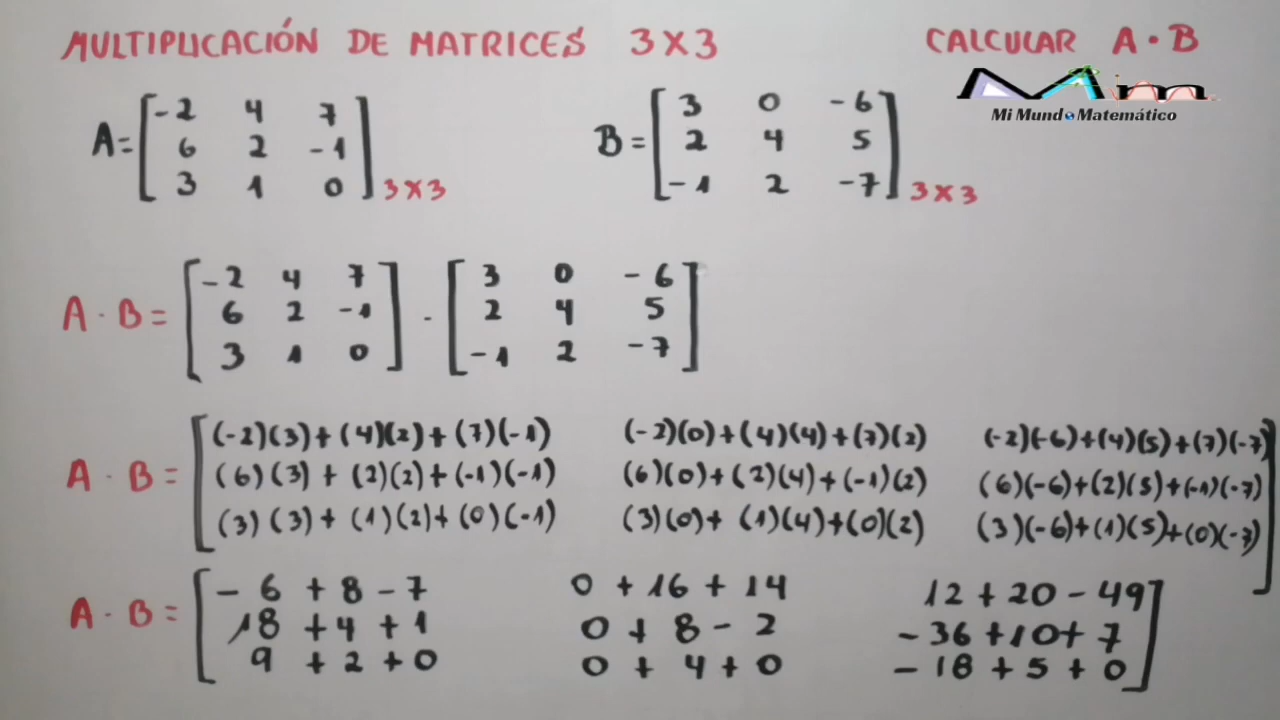 MULTIPLICACIÓN DE MATRICES 3X3 CALCULAR A · B
Mim
Mi Mundo Matemático
A = [ -2 4 7
6 2 -1
3 1 0 ] 3X3
B = [ 3 0 -6
2 4 5
-1 2 -7 ] 3X3
A · B = [ -2 4 7
6 2 -1
3 1 0 ] · [ 3 0 -6
2 4 5
-1 2 -7 ]
A · B = [ (-2)(3)+(4)(2)+(7)(-1) (-2)(0)+(4)(4)+(7)(2) (-2)(-6)+(4)(5)+(7)(-7)
(6)(3)+(2)(2)+(-1)(-1) (6)(0)+(2)(4)+(-1)(2) (6)(-6)+(2)(5)+(-1)(-7)
(3)(3)+(1)(2)+(0)(-1) (3)(0)+(1)(4)+(0)(2) (3)(-6)+(1)(5)+(0)(-7) ]
A · B = [ -6 + 8 - 7 0 + 16 + 14 12 + 20 - 49
18 + 4 + 1 0 + 8 - 2 -36 + 10 + 7
9 + 2 + 0 0 + 4 + 0 -18 + 5 + 0 ]